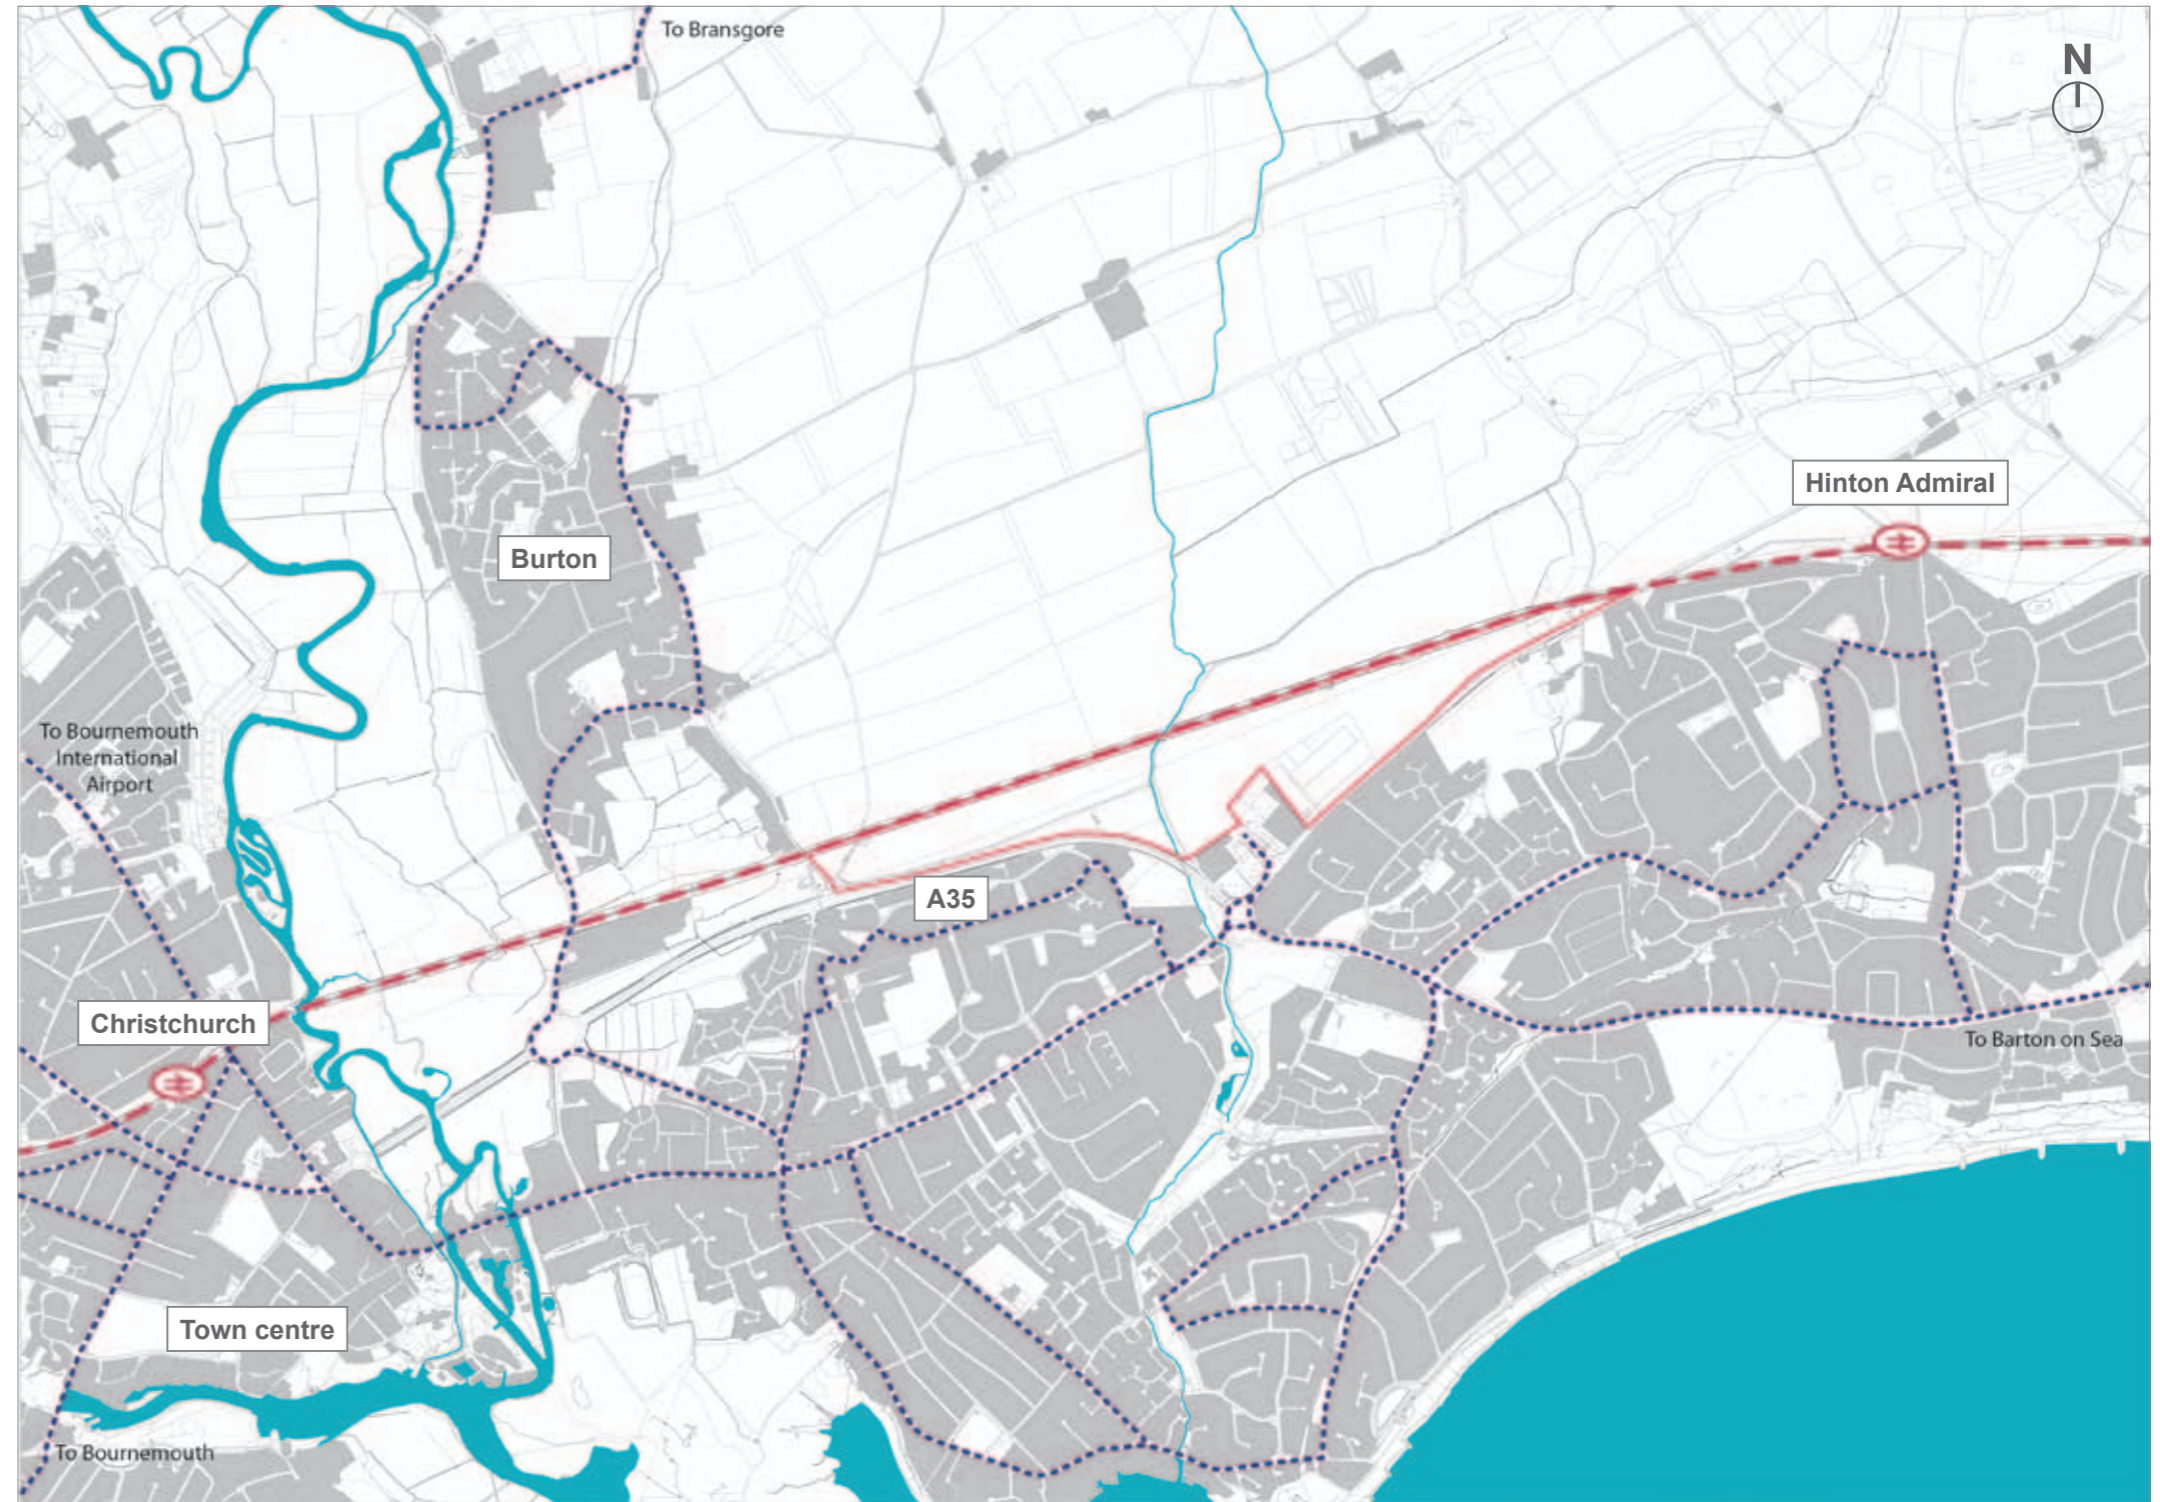 To Bransgore
N
Hinton Admiral
Burton
To Bournemouth
International
Airport
A35
Christchurch
To Barton on Sea
Town centre
To Bournemouth